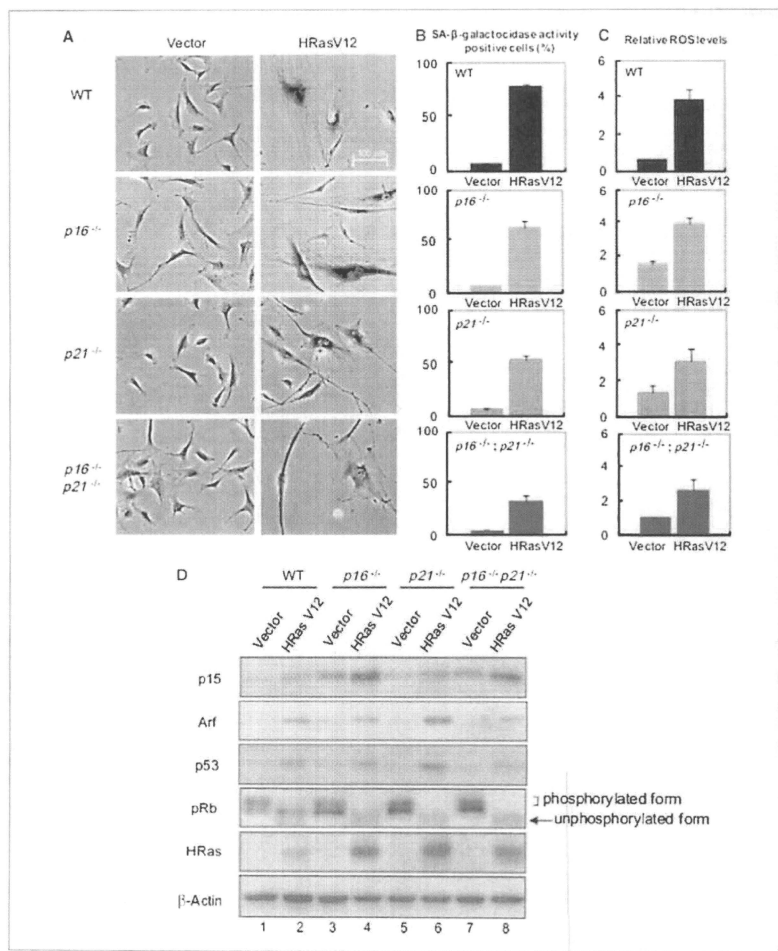 A
Vector
HRasV12
WT
p16 -/-
p21 -/-
p16 -/-
p21 -/-
B
SA-β-galactocidase activity
positive cells (%)
WT
100
50
0
Vector HRasV12
p16 -/-
100
50
0
Vector HRasV12
p21 -/-
100
50
0
Vector HRasV12
p16 -/- ; p21 -/-
100
50
0
Vector HRasV12
C
Relative ROS levels
WT
6
4
2
0
Vector HRasV12
p16 -/-
6
4
2
0
Vector HRasV12
p21 -/-
6
4
2
0
Vector HRasV12
p16 -/- ; p21 -/-
6
4
2
0
Vector HRasV12
D
WT p16 -/- p21 -/- p16 -/- p21 -/-
Vector HRas V12 Vector HRas V12 Vector HRas V12 Vector HRas V12
p15
Arf
p53
pRb
phosphorylated form
unphosphorylated form
HRas
β-Actin
1 2 3 4 5 6 7 8